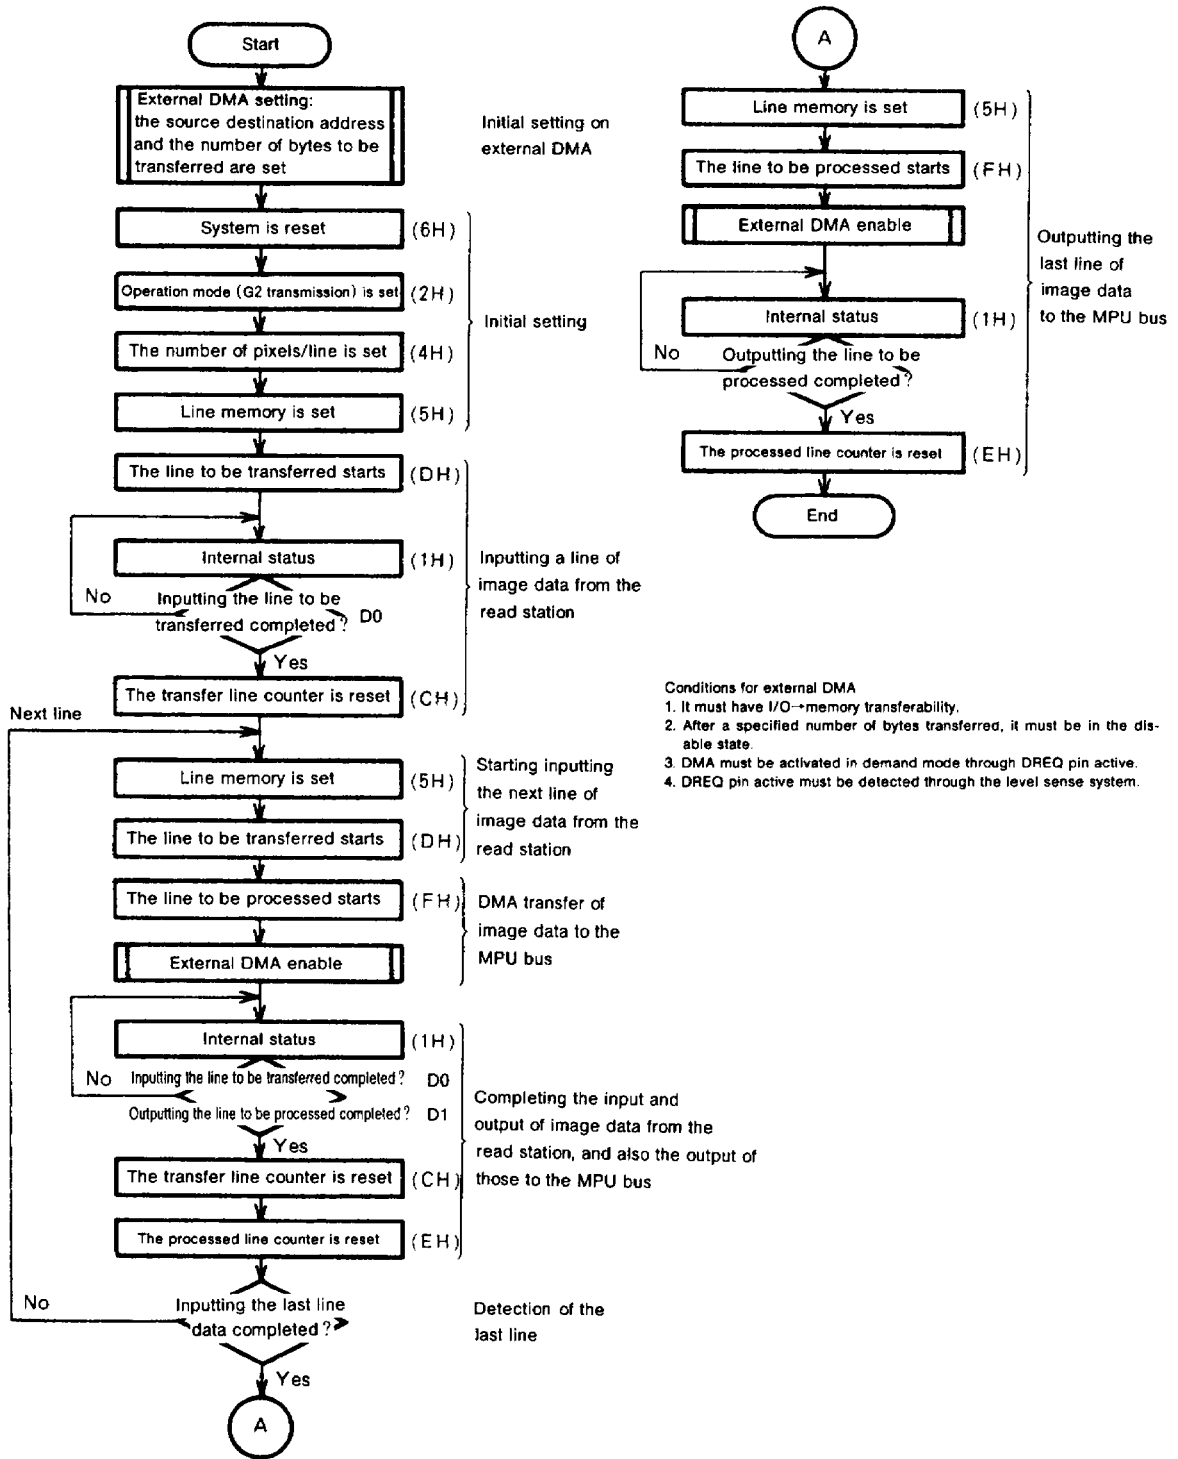 Start
External DMA setting:
the source destination address
and the number of bytes to be
transferred are set
Initial setting on
external DMA
System is reset
(6H)
Operation mode (G2 transmission) is set
(2H)
The number of pixels/line is set
(4H)
Line memory is set
(5H)
Initial setting
The line to be transferred starts
(DH)
Internal status
(1H)
No
Inputting the line to be
transferred completed?
D0
Yes
The transfer line counter is reset
(CH)
Inputting a line of
image data from the
read station
Next line
Line memory is set
(5H)
The line to be transferred starts
(DH)
Starting inputting
the next line of
image data from the
read station
The line to be processed starts
(FH)
External DMA enable
DMA transfer of
image data to the
MPU bus
Internal status
(1H)
No
Inputting the line to be transferred completed?
D0
Outputting the line to be processed completed?
D1
Yes
The transfer line counter is reset
(CH)
The processed line counter is reset
(EH)
Completing the input and
output of image data from the
read station, and also the output of
those to the MPU bus
No
Inputting the last line
data completed?
Yes
Detection of the
last line
A
A
Line memory is set
(5H)
The line to be processed starts
(FH)
External DMA enable
Internal status
(1H)
No
Outputting the line to be
processed completed?
Yes
The processed line counter is reset
(EH)
End
Outputting the
last line of
image data
to the MPU bus
Conditions for external DMA
1. It must have I/O→memory transferability.
2. After a specified number of bytes transferred, it must be in the dis-
able state.
3. DMA must be activated in demand mode through DREQ pin active.
4. DREQ pin active must be detected through the level sense system.